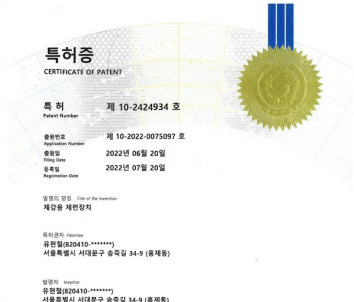 특허증
CERTIFICATE OF PATENT
특 허 제 10-2424934 호
Patent Number
출원번호 제 10-2022-0075097 호
Application Number
출원일 2022년 06월 20일
Filing Date
등록일 2022년 07월 20일
Registration Date
발명의 명칭 Title of the Invention
제강용 제련장치
특허권자 Patentee
유현철(820410-*******)
서울특별시 서대문구 송죽길 34-9 (홍제동)
발명자 Inventor
유현철(820410-*******)
서울특별시 서대문구 송죽길 34-9 (홍제동)